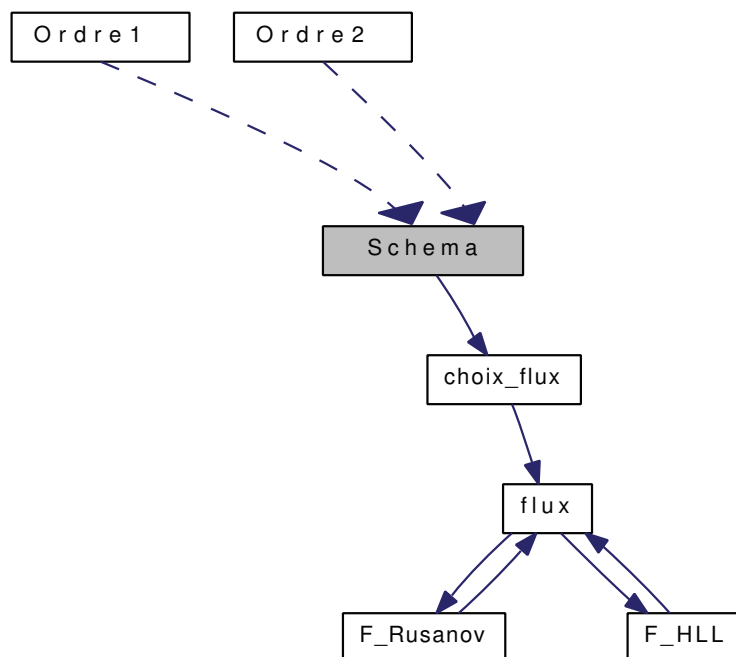 Ordre1
Ordre2
Schema
choix_flux
flux
F_Rusanov
F_HLL